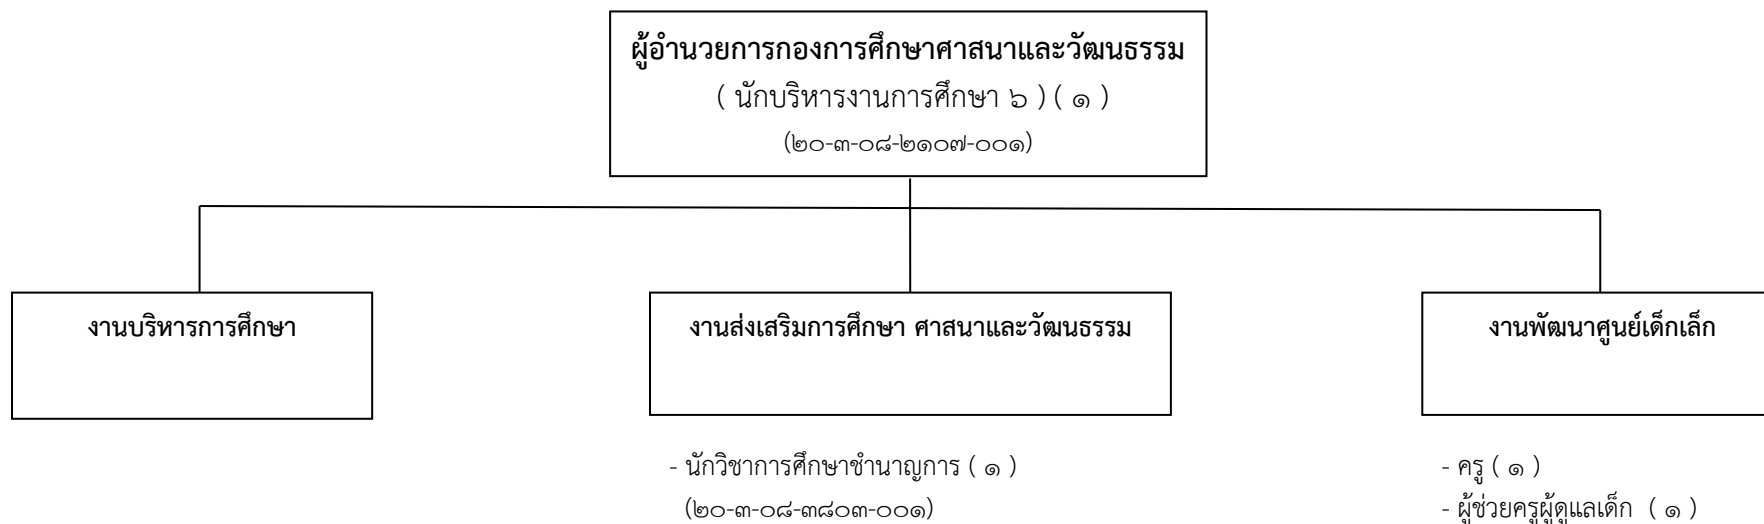 ผู้อำนวยการกองการศึกษาศาสนาและวัฒนธรรม
( นักบริหารงานการศึกษา ๖ ) ( ๑ )
(๒๐-๓-๐๘-๒๑๐๗-๐๐๑)
งานบริหารการศึกษา
งานส่งเสริมการศึกษา ศาสนาและวัฒนธรรม
งานพัฒนาศูนย์เด็กเล็ก
- นักวิชาการศึกษาชำนาญการ ( ๑ )
(๒๐-๓-๐๘-๓๘๐๓-๐๐๑)
- ครู ( ๑ )
- ผู้ช่วยครูผู้ดูแลเด็ก ( ๑ )